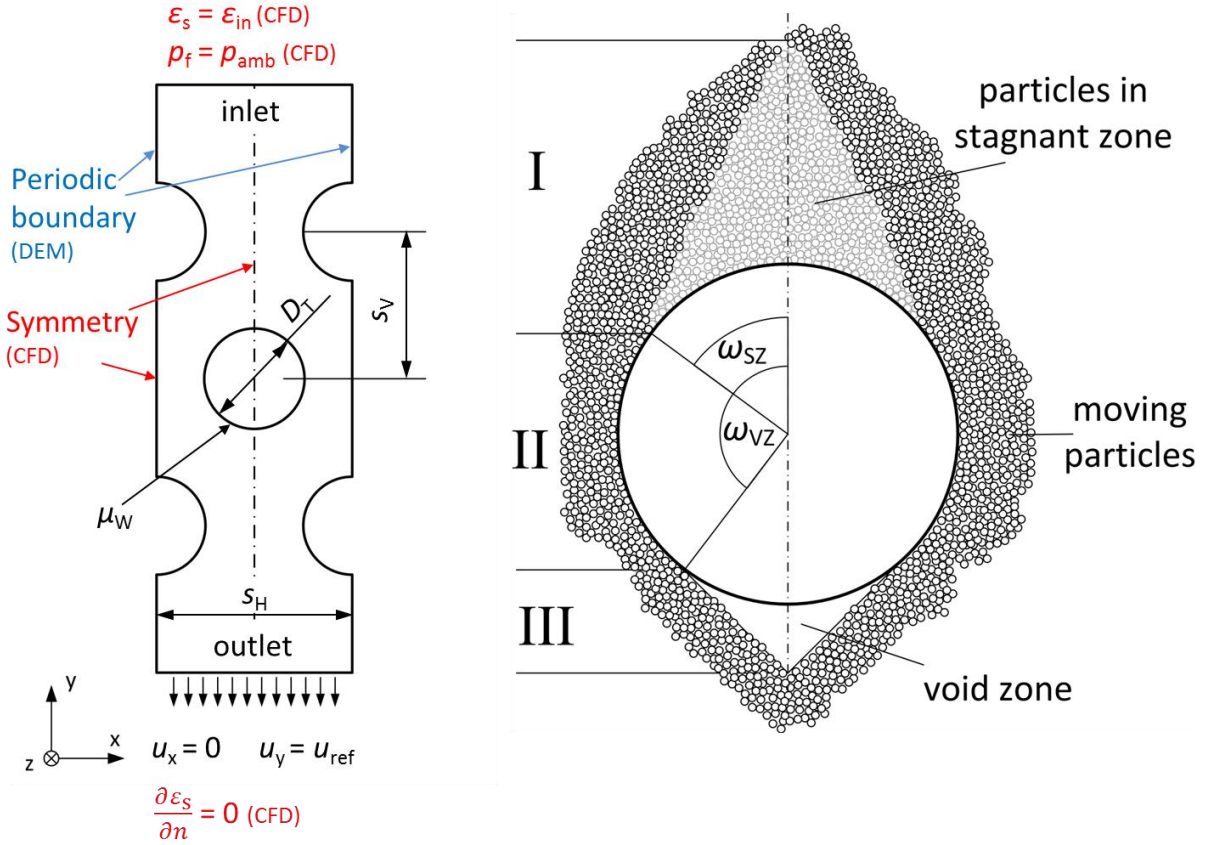 εs = εin (CFD)
pf = pamb (CFD)
inlet
Periodic
boundary
(DEM)
Symmetry
(CFD)
DT
sV
μW
sH
outlet
y
x
z
ux = 0 uy = uref
∂εs/∂n = 0 (CFD)
I
II
III
particles in
stagnant zone
ωSZ
ωVZ
moving
particles
void zone